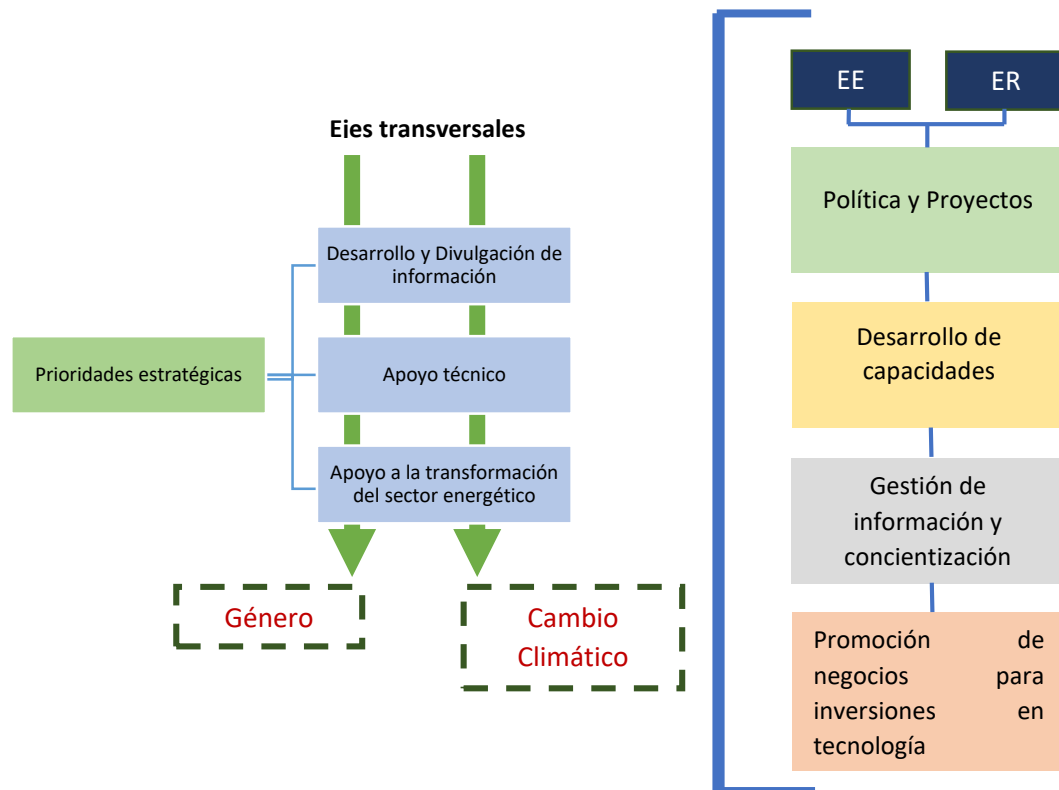 Ejes transversales
Desarrollo y Divulgación de
información
Prioridades estratégicas
Apoyo técnico
Apoyo a la transformación
del sector energético
Género
Cambio
Climático
EE
ER
Política y Proyectos
Desarrollo de
capacidades
Gestión de
información y
concientización
Promoción de
negocios para
inversiones en
tecnología